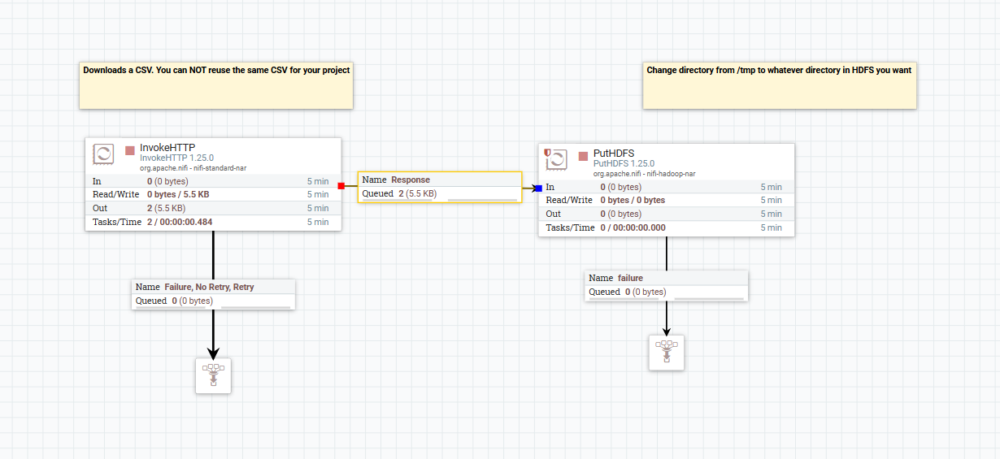 Downloads a CSV. You can NOT reuse the same CSV for your project
Change directory from /tmp to whatever directory in HDFS you want
InvokeHTTP
InvokeHTTP 1.25.0
org.apache.nifi - nifi-standard-nar
In 0 (0 bytes) 5 min
Read/Write 0 bytes / 5.5 KB 5 min
Out 2 (5.5 KB) 5 min
Tasks/Time 2 / 00:00:00.484 5 min
Name Response
Queued 2 (5.5 KB)
PutHDFS
PutHDFS 1.25.0
org.apache.nifi - nifi-hadoop-nar
In 0 (0 bytes) 5 min
Read/Write 0 bytes / 0 bytes 5 min
Out 0 (0 bytes) 5 min
Tasks/Time 0 / 00:00:00.000 5 min
Name Failure, No Retry, Retry
Queued 0 (0 bytes)
Name failure
Queued 0 (0 bytes)